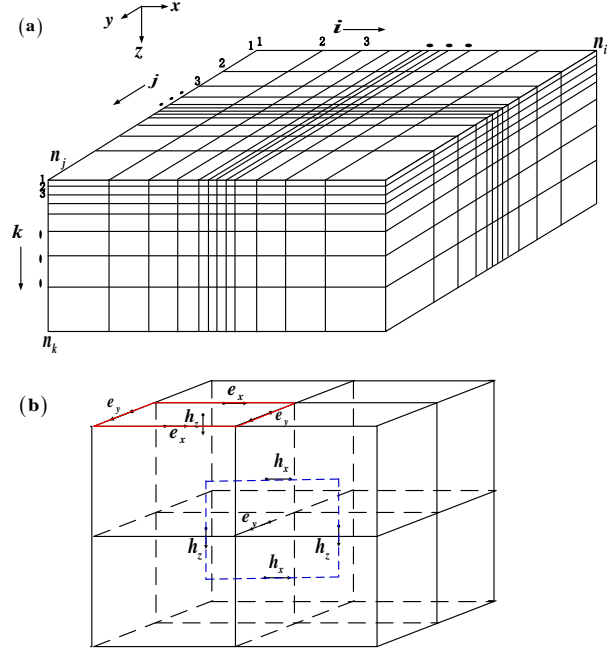 (a)
x
y
z
i
1 1 2 3
n_i
2
j
3
n_j
1
2
3
k
n_k
(b)
e_x
e_y
h_z
e_y
e_x
h_x
e_y
h_z
h_z
h_x